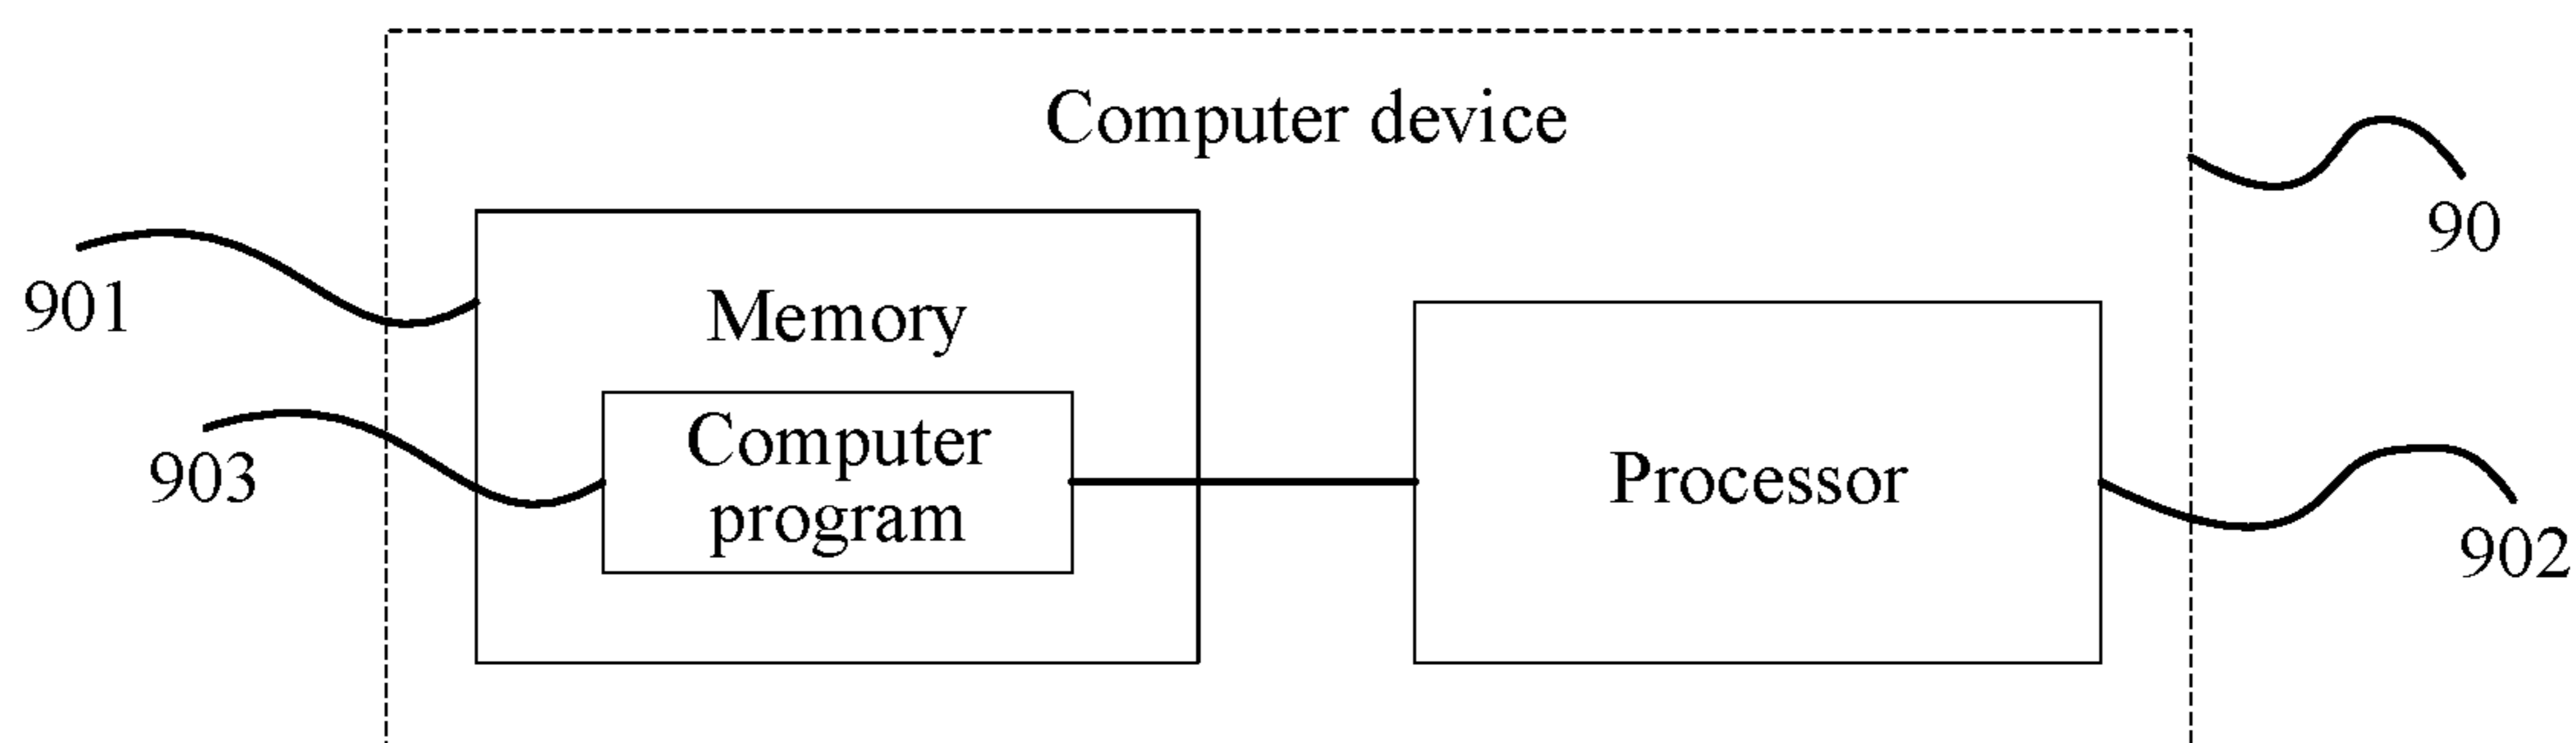 Computer device
90
901
Memory
903
Computer
program
Processor
902